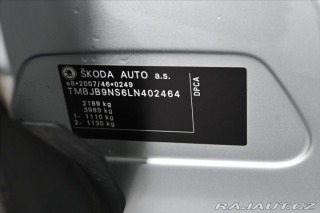 ŠKODA AUTO a.s.
e8*2007/46*0249
TMBJB9NS6LN402464
2189 kg
3989 kg
1- 1110 kg
2- 1130 kg
DPCA
RAJAUT.CZ